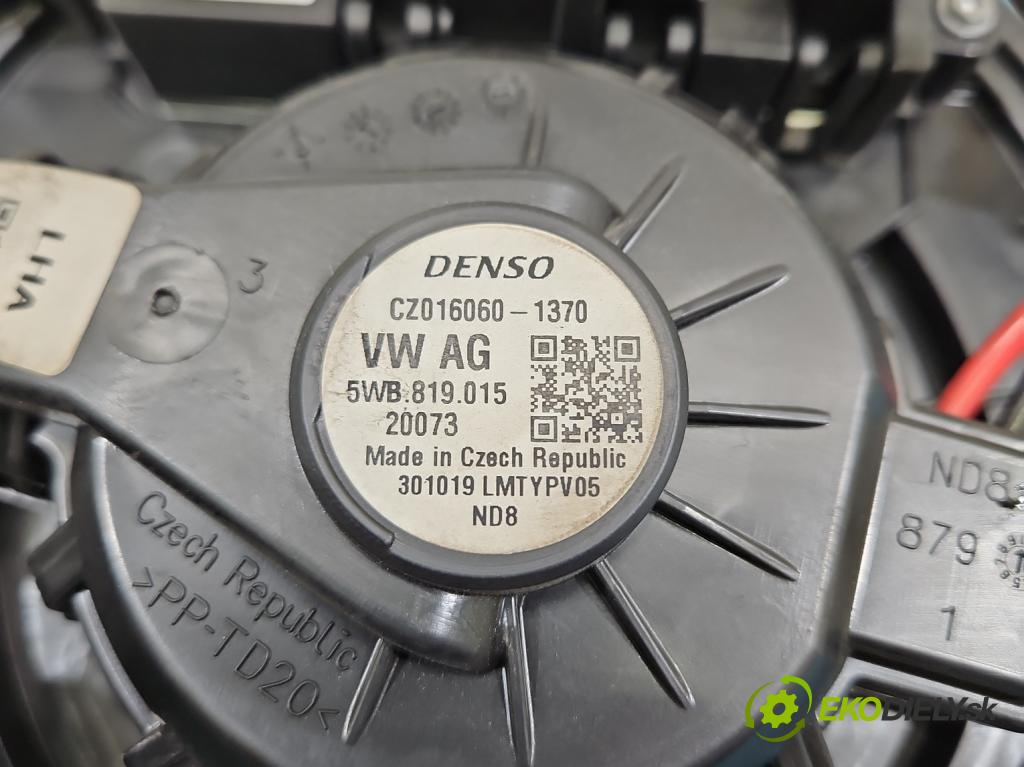 LHA
3
DENSO
CZ016060-1370
VW AG
5WB.819.015
20073
Made in Czech Republic
301019 LMTYPV05
ND8
Czech Republic
>PP-TD20<
ND8
879
1
EKODIELY.sk